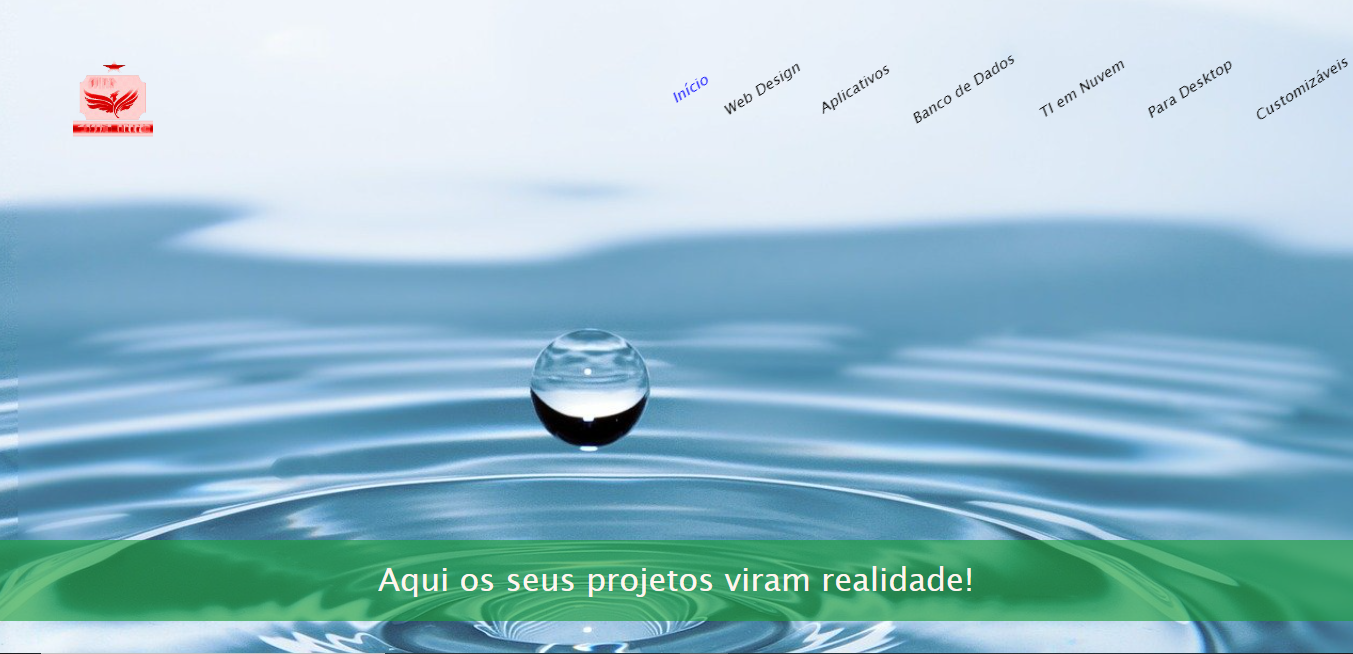 Início
Web Design
Aplicativos
Banco de Dados
TI em Nuvem
Para Desktop
Customizáveis
Aqui os seus projetos viram realidade!